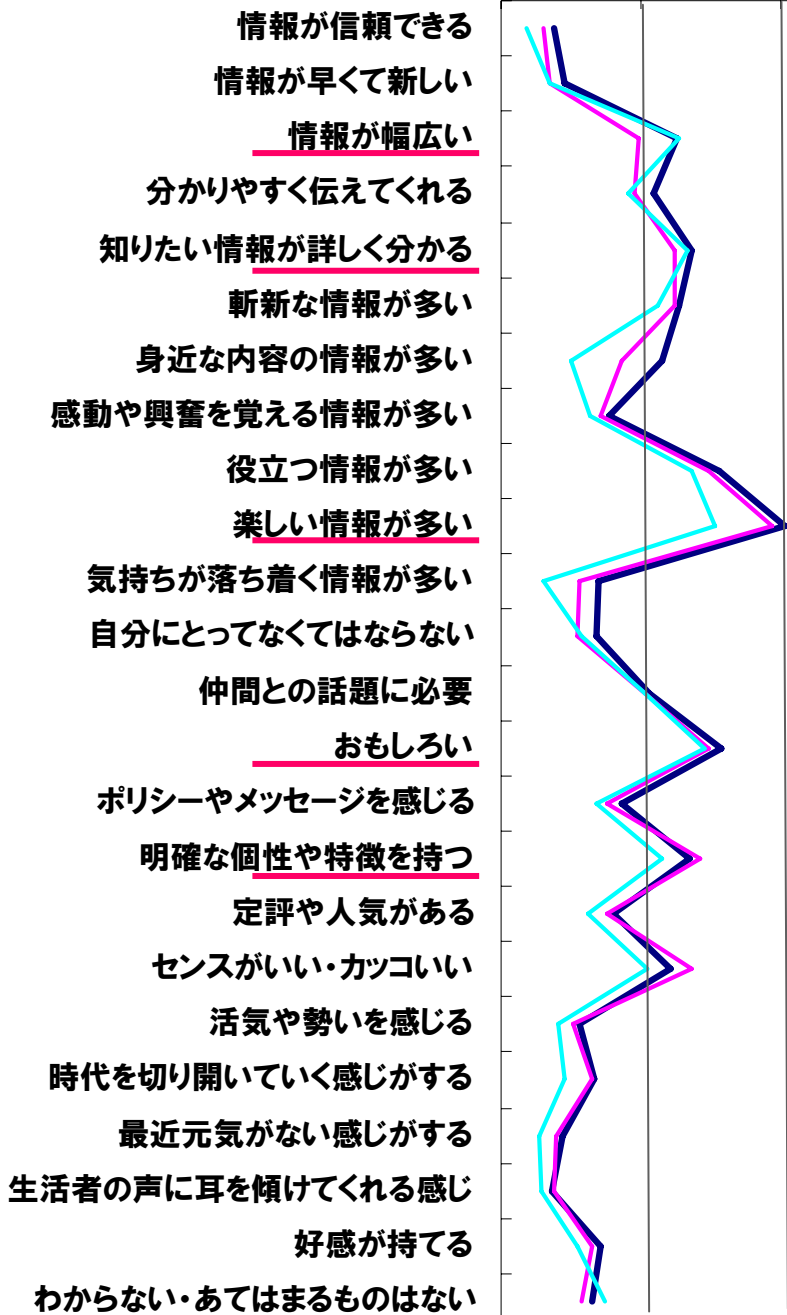 情報が信頼できる
情報が早くて新しい
情報が幅広い
分かりやすく伝えてくれる
知りたい情報が詳しく分かる
斬新な情報が多い
身近な内容の情報が多い
感動や興奮を覚える情報が多い
役立つ情報が多い
楽しい情報が多い
気持ちが落ち着く情報が多い
自分にとってなくてはならない
仲間との話題に必要
おもしろい
ポリシーやメッセージを感じる
明確な個性や特徴を持つ
定評や人気がある
センスがいい・カッコいい
活気や勢いを感じる
時代を切り開いていく感じがする
最近元気がない感じがする
生活者の声に耳を傾けてくれる感じ
好感が持てる
わからない・あてはまるものはない